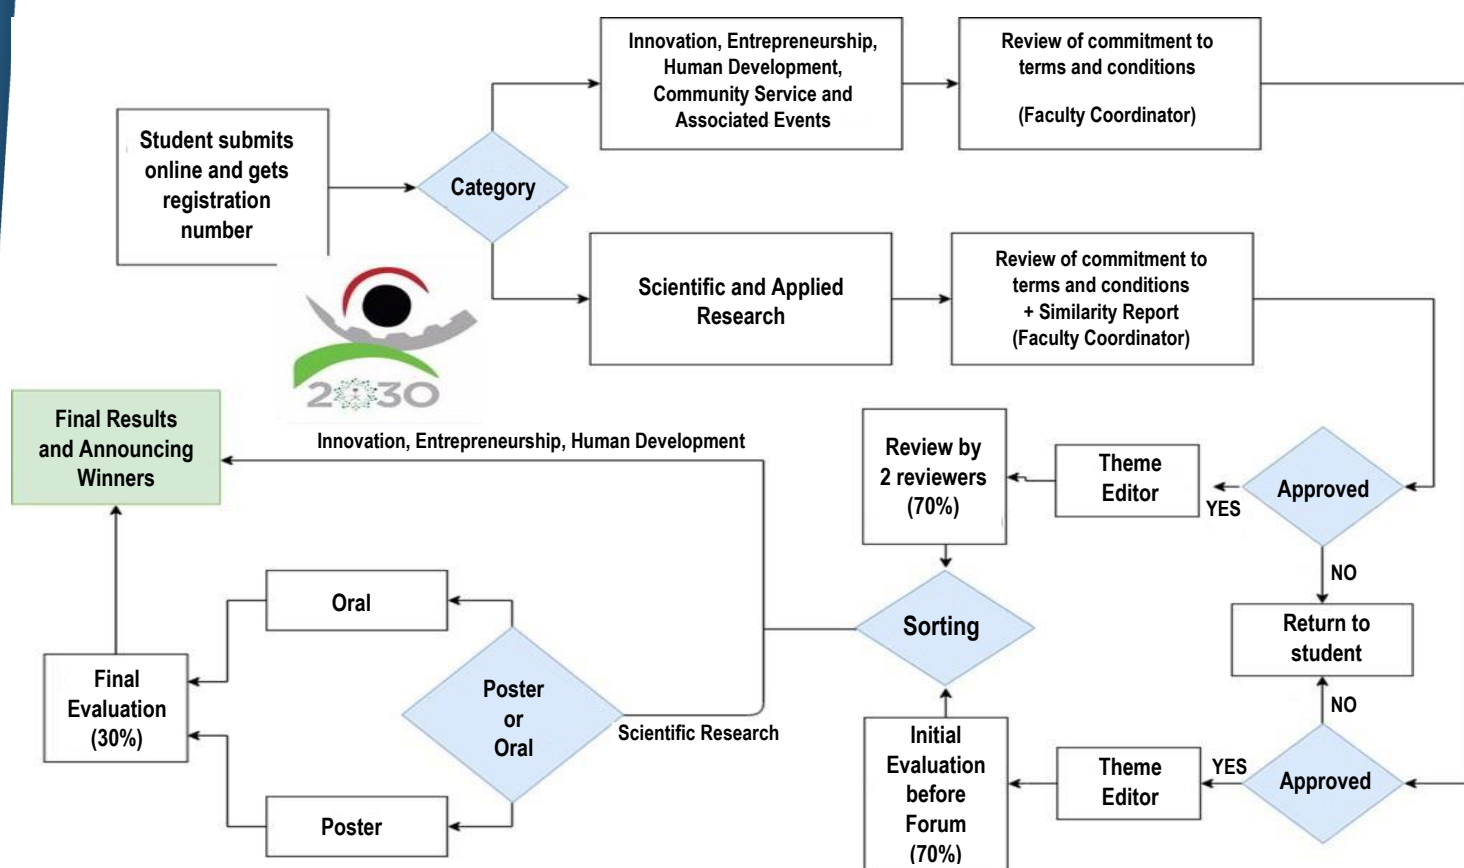 Student submits
online and gets
registration
number
Category
Innovation, Entrepreneurship,
Human Development,
Community Service and
Associated Events
Review of commitment to
terms and conditions
(Faculty Coordinator)
Scientific and Applied
Research
Review of commitment to
terms and conditions
+ Similarity Report
(Faculty Coordinator)
2030
Final Results
and Announcing
Winners
Innovation, Entrepreneurship, Human Development
Review by
2 reviewers
(70%)
Theme
Editor
YES
Approved
NO
Return to
student
NO
Approved
YES
Theme
Editor
Initial
Evaluation
before
Forum
(70%)
Sorting
Scientific Research
Poster
or
Oral
Oral
Poster
Final
Evaluation
(30%)